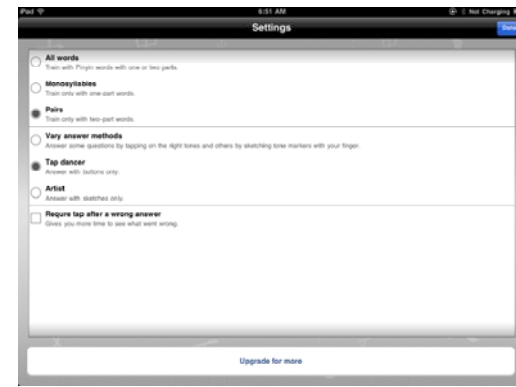 iPad 6:51 AM Not Charging
Settings
Done
All words
Train with Pinyin words with one or two parts.
Monosyllables
Train only with one-part words.
Pairs
Train only with two-part words.
Vary answer methods
Answer some questions by tapping on the right tones and others by sketching tone markers with your finger.
Tap dancer
Answer with buttons only.
Artist
Answer with sketches only.
Requre tap after a wrong answer
Gives you more time to see what went wrong.
Upgrade for more